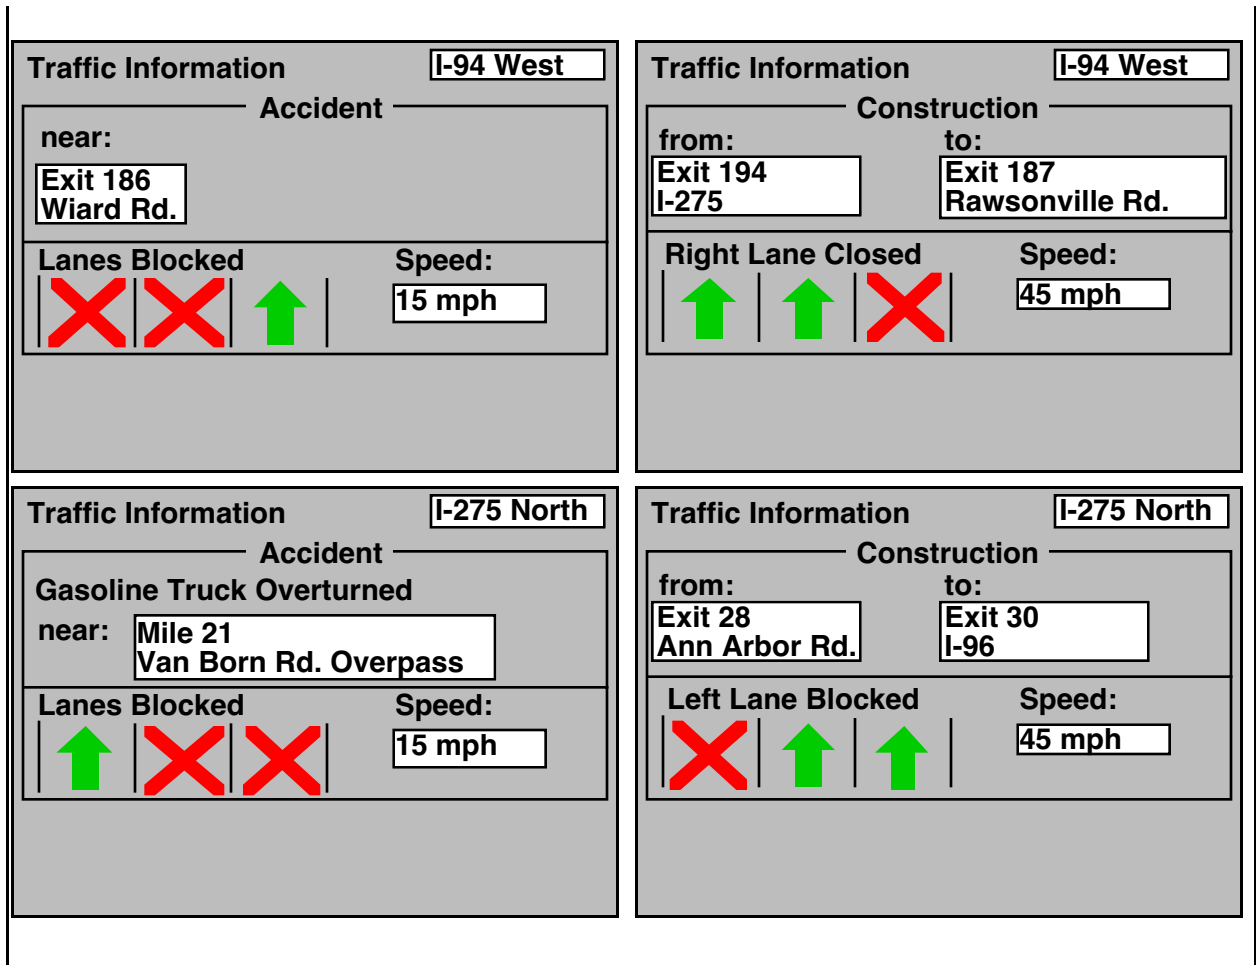 Traffic Information
I-94 West
Accident
near:
Exit 186
Wiard Rd.
Lanes Blocked
Speed:
15 mph
Traffic Information
I-94 West
Construction
from:
to:
Exit 194
I-275
Exit 187
Rawsonville Rd.
Right Lane Closed
Speed:
45 mph
Traffic Information
I-275 North
Accident
Gasoline Truck Overturned
near:
Mile 21
Van Born Rd. Overpass
Lanes Blocked
Speed:
15 mph
Traffic Information
I-275 North
Construction
from:
to:
Exit 28
Ann Arbor Rd.
Exit 30
I-96
Left Lane Blocked
Speed:
45 mph